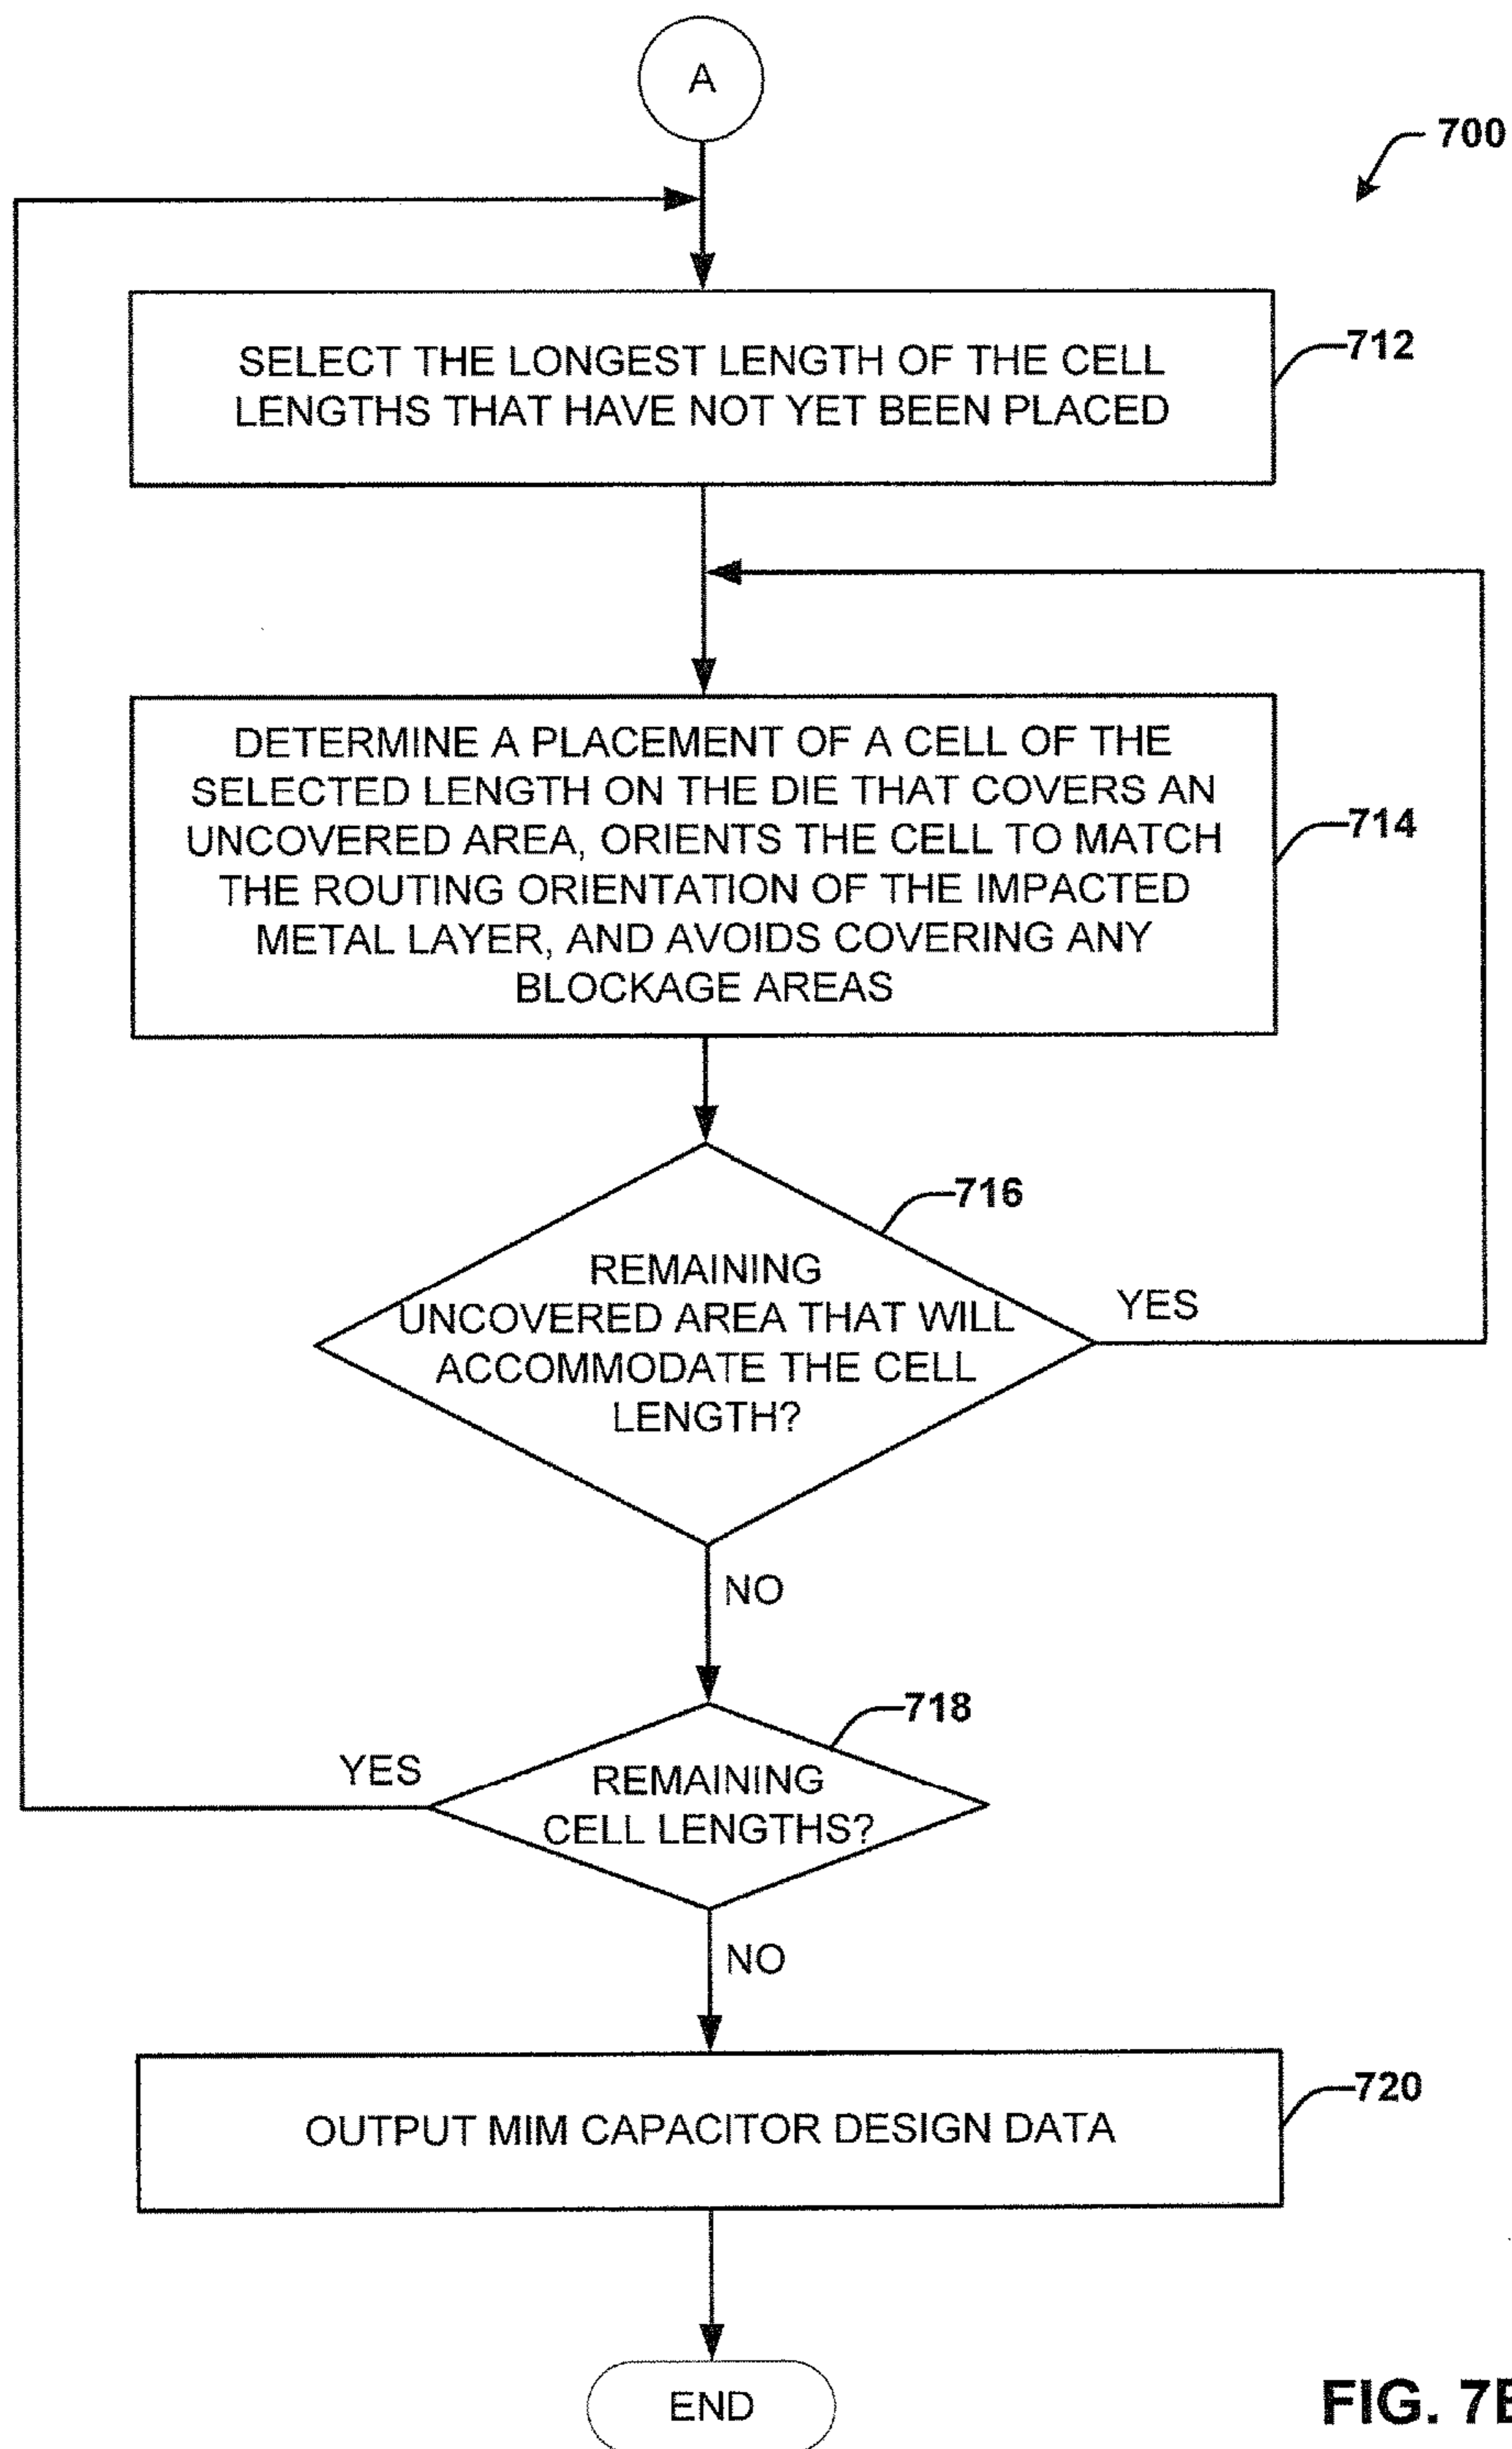 A
700
SELECT THE LONGEST LENGTH OF THE CELL
LENGTHS THAT HAVE NOT YET BEEN PLACED
712
DETERMINE A PLACEMENT OF A CELL OF THE
SELECTED LENGTH ON THE DIE THAT COVERS AN
UNCOVERED AREA, ORIENTS THE CELL TO MATCH
THE ROUTING ORIENTATION OF THE IMPACTED
METAL LAYER, AND AVOIDS COVERING ANY
BLOCKAGE AREAS
714
716
REMAINING
UNCOVERED AREA THAT WILL
ACCOMMODATE THE CELL
LENGTH?
YES
NO
718
YES
REMAINING
CELL LENGTHS?
NO
OUTPUT MIM CAPACITOR DESIGN DATA
720
END
FIG. 7B